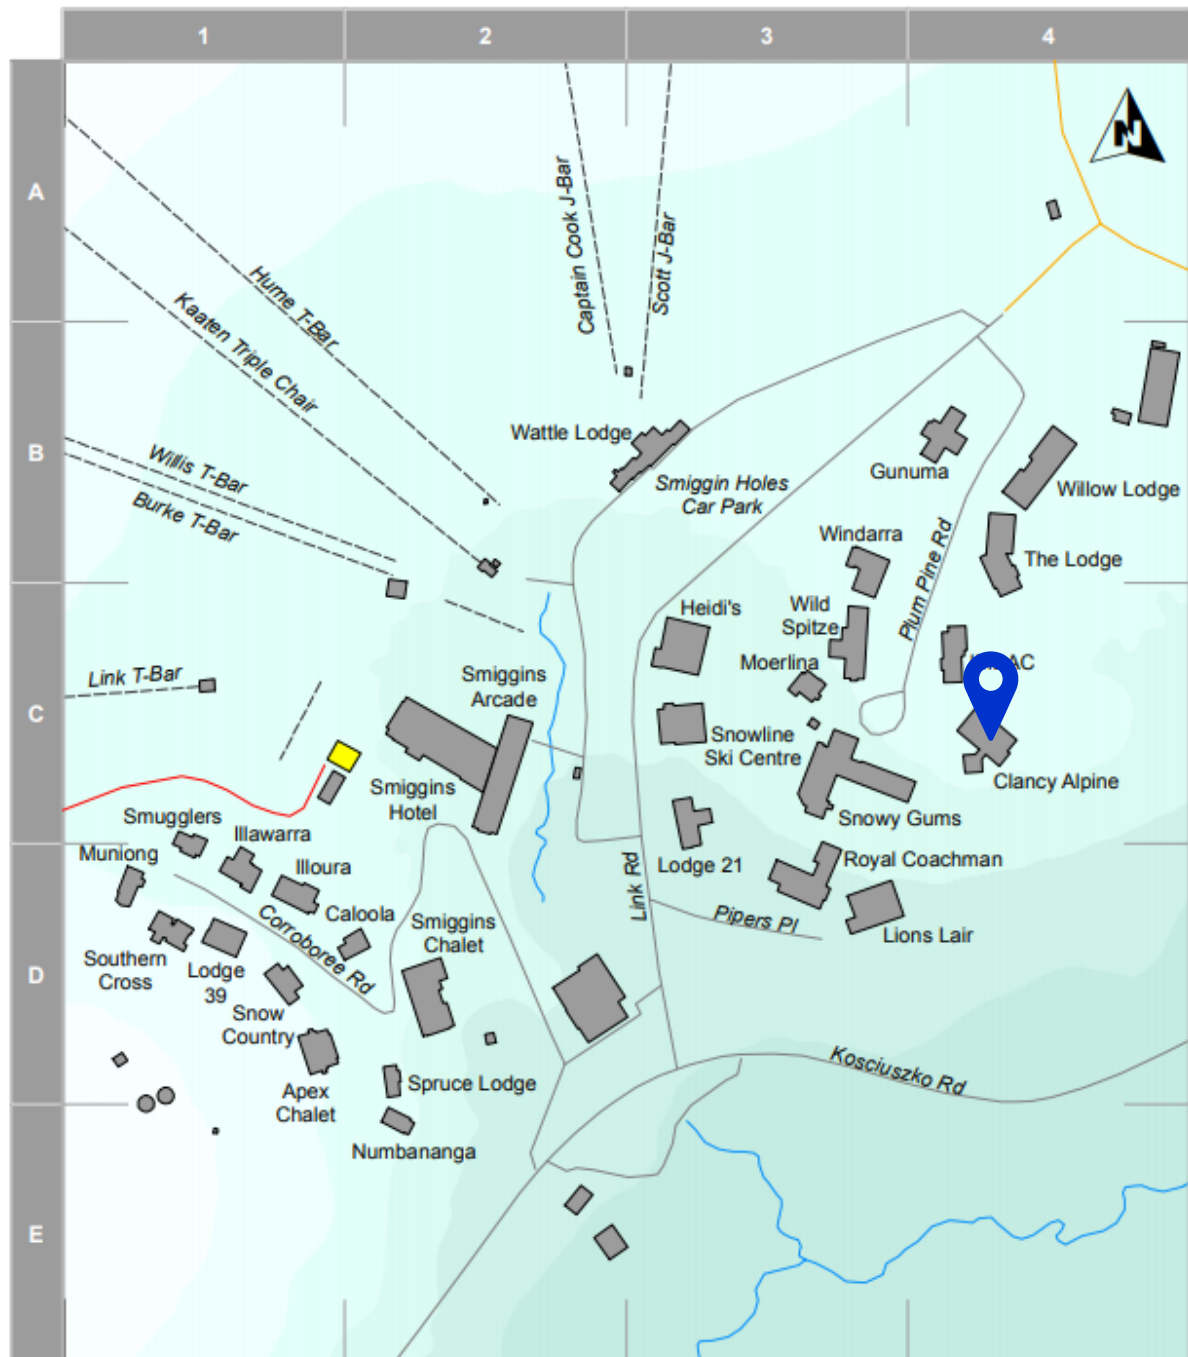 1
2
3
4
A
B
C
D
E
N
Captain Cook J-Bar
Scott J-Bar
Hume T-Bar
Kaaten Triple Chair
Willis T-Bar
Burke T-Bar
Wattle Lodge
Smiggin Holes
Car Park
Gunuma
Willow Lodge
Windarra
The Lodge
Plum Pine Rd
Heidi's
Wild
Spitze
Moerlina
AC
Link T-Bar
Smiggins
Arcade
Snowline
Ski Centre
Clancy Alpine
Smiggins
Hotel
Snowy Gums
Smugglers
Illawarra
Muniong
Illoura
Lodge 21
Royal Coachman
Link Rd
Caloola
Smiggins
Chalet
Pipers Pl
Lions Lair
Corroboree Rd
Southern
Cross
Lodge
39
Snow
Country
Kosciuszko Rd
Apex
Chalet
Spruce Lodge
Numbananga